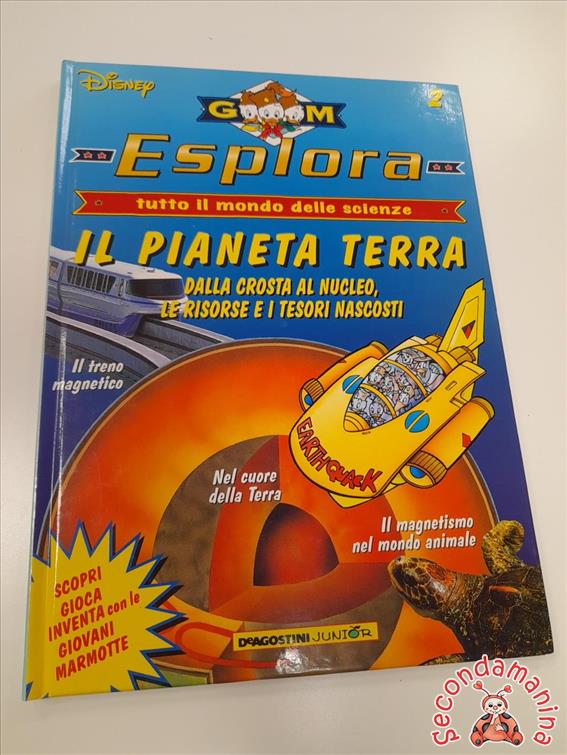 Disney
2
GOOOM
Esplora
tutto il mondo delle scienze
IL PIANETA TERRA
DALLA CROSTA AL NUCLEO,
LE RISORSE E I TESORI NASCOSTI
Il treno
magnetico
EARTHQUACK
Nel cuore
della Terra
Il magnetismo
nel mondo animale
SCOPRI
GIOCA
INVENTA con le
GIOVANI
MARMOTTE
DeAGOSTINI JUNIOR
secondamanina